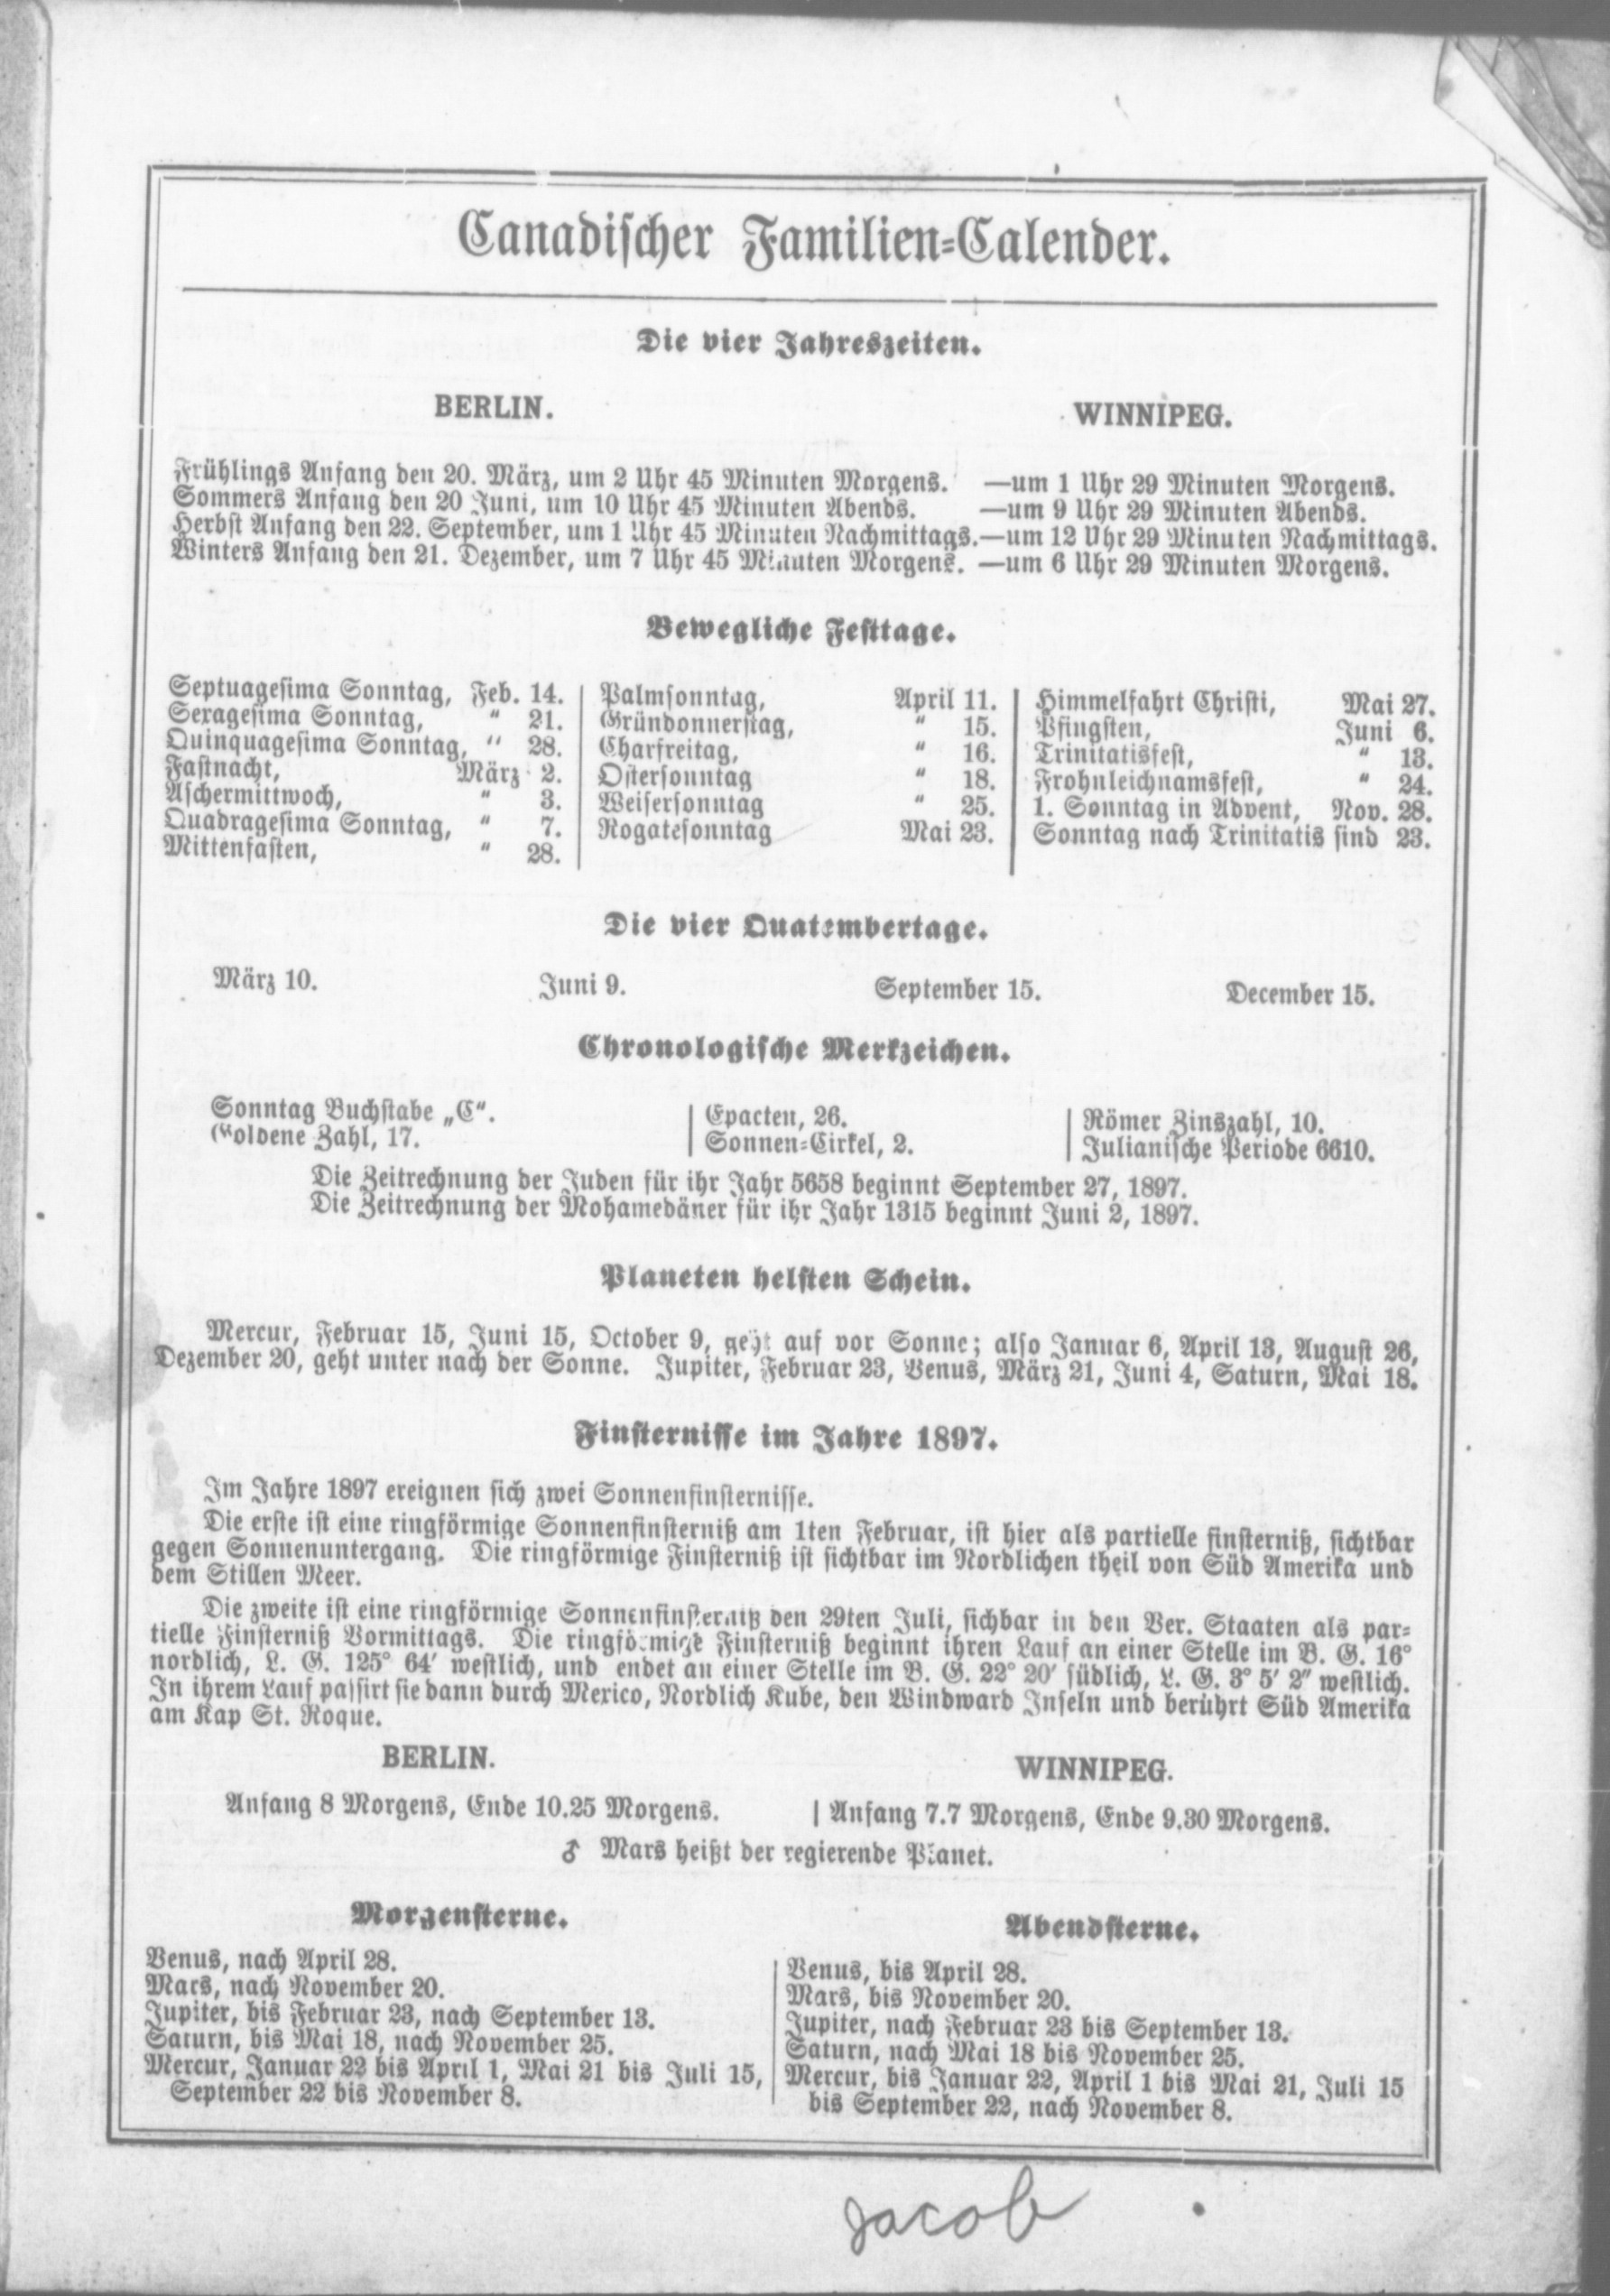 Canadischer Familien=Calender.
Die vier Jahreszeiten.
BERLIN. WINNIPEG.
Frühlings Anfang den 20. März, um 2 Uhr 45 Minuten Morgens. —um 1 Uhr 29 Minuten Morgens.
Sommers Anfang den 20 Juni, um 10 Uhr 45 Minuten Abends. —um 9 Uhr 29 Minuten Abends.
Herbst Anfang den 22. September, um 1 Uhr 45 Minuten Nachmittags.—um 12 Uhr 29 Minuten Nachmittags.
Winters Anfang den 21. Dezember, um 7 Uhr 45 Minuten Morgens. —um 6 Uhr 29 Minuten Morgens.
Bewegliche Festtage.
Septuagesima Sonntag, Feb. 14.
Sexagesima Sonntag, " 21.
Quinquagesima Sonntag, " 28.
Fastnacht, März 2.
Aschermittwoch, " 3.
Quadragesima Sonntag, " 7.
Mittenfasten, " 28.
Palmsonntag, April 11.
Gründonnerstag, " 15.
Charfreitag, " 16.
Ostersonntag " 18.
Weisersonntag " 25.
Rogatesonntag Mai 23.
Himmelfahrt Christi, Mai 27.
Pfingsten, Juni 6.
Trinitatisfest, " 13.
Frohnleichnamsfest, " 24.
1. Sonntag in Advent, Nov. 28.
Sonntag nach Trinitatis sind 23.
Die vier Quatembertage.
März 10. Juni 9. September 15. December 15.
Chronologische Merkzeichen.
Sonntag Buchstabe „C“.
Goldene Zahl, 17.
Epacten, 26.
Sonnen=Cirkel, 2.
Römer Zinszahl, 10.
Julianische Periode 6610.
Die Zeitrechnung der Juden für ihr Jahr 5658 beginnt September 27, 1897.
Die Zeitrechnung der Mohamedäner für ihr Jahr 1315 beginnt Juni 2, 1897.
Planeten helsten Schein.
Mercur, Februar 15, Juni 15, October 9, geht auf vor Sonne; also Januar 6, April 13, August 26,
Dezember 20, geht unter nach der Sonne. Jupiter, Februar 23, Venus, März 21, Juni 4, Saturn, Mai 18.
Finsternisse im Jahre 1897.
Im Jahre 1897 ereignen sich zwei Sonnenfinsternisse.
Die erste ist eine ringförmige Sonnenfinsterniß am 1ten Februar, ist hier als partielle finsterniß, sichtbar
gegen Sonnenuntergang. Die ringförmige Finsterniß ist sichtbar im Nordlichen theil von Süd Amerika und
dem Stillen Meer.
Die zweite ist eine ringförmige Sonnenfinsterniß den 29ten Juli, sichbar in den Ver. Staaten als par=
tielle Finsterniß Vormittags. Die ringförmige Finsterniß beginnt ihren Lauf an einer Stelle im B. G. 16°
nordlich, L. G. 125° 64′ westlich, und endet an einer Stelle im B. G. 22° 20′ südlich, L. G. 3° 5′ 2″ westlich.
In ihrem Lauf passirt sie dann durch Mexico, Nordlich Kube, den Windward Inseln und berührt Süd Amerika
am Kap St. Roque.
BERLIN. WINNIPEG.
Anfang 8 Morgens, Ende 10.25 Morgens. Anfang 7.7 Morgens, Ende 9.30 Morgens.
♂ Mars heißt der regierende Planet.
Morgensterne.
Venus, nach April 28.
Mars, nach November 20.
Jupiter, bis Februar 23, nach September 13.
Saturn, bis Mai 18, nach November 25.
Mercur, Januar 22 bis April 1, Mai 21 bis Juli 15,
September 22 bis November 8.
Abendsterne.
Venus, bis April 28.
Mars, bis November 20.
Jupiter, nach Februar 23 bis September 13.
Saturn, nach Mai 18 bis November 25.
Mercur, bis Januar 22, April 1 bis Mai 21, Juli 15
bis September 22, nach November 8.
Jacob